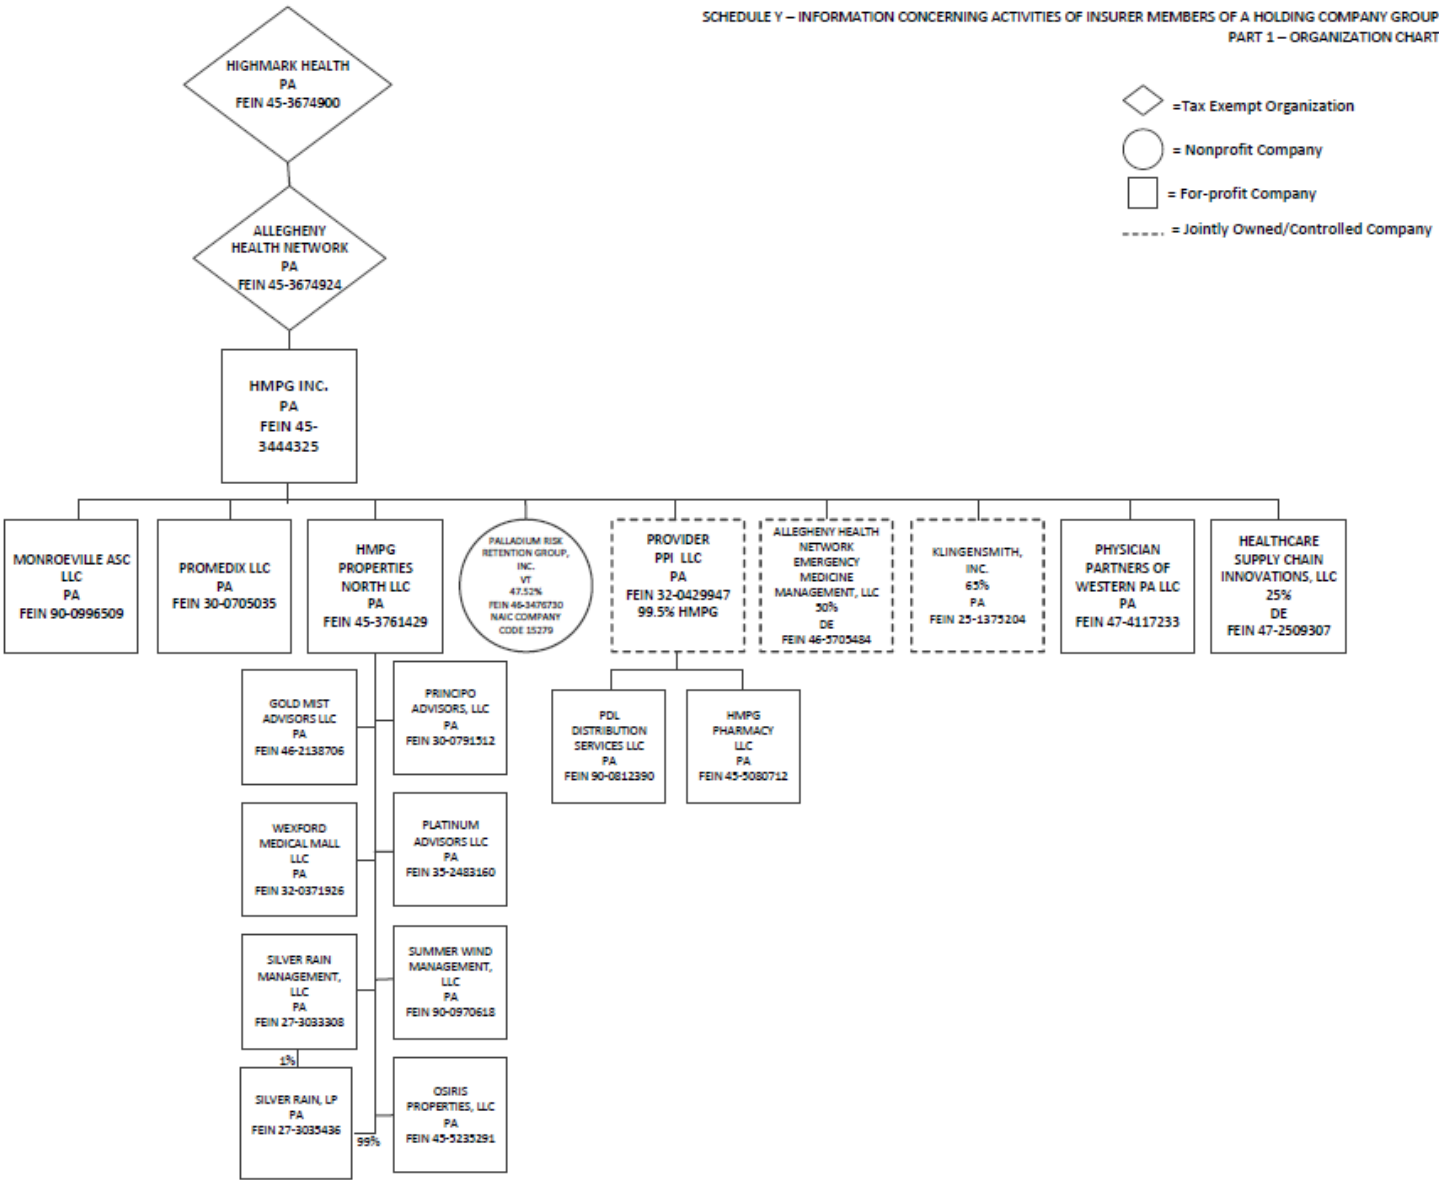 SCHEDULE Y – INFORMATION CONCERNING ACTIVITIES OF INSURER MEMBERS OF A HOLDING COMPANY GROUP
PART 1 – ORGANIZATION CHART
=Tax Exempt Organization
= Nonprofit Company
= For-profit Company
= Jointly Owned/Controlled Company
HIGHMARK HEALTH
PA
FEIN 45-3674900
ALLEGHENY
HEALTH NETWORK
PA
FEIN 45-3674924
HMPG INC.
PA
FEIN 45-
3444325
MONROEVILLE ASC
LLC
PA
FEIN 90-0996509
PROMEDIX LLC
PA
FEIN 30-0705035
HMPG
PROPERTIES
NORTH LLC
PA
FEIN 45-3761429
PALLADIUM RISK
RETENTION GROUP,
INC.
VT
47.52%
FEIN 46-3476730
NAIC COMPANY
CODE 15279
PROVIDER
PPI LLC
PA
FEIN 32-0429947
99.5% HMPG
ALLEGHENY HEALTH
NETWORK
EMERGENCY
MEDICINE
MANAGEMENT, LLC
50%
DE
FEIN 46-5705484
KLINGENSMITH,
INC.
65%
PA
FEIN 25-1375204
PHYSICIAN
PARTNERS OF
WESTERN PA LLC
PA
FEIN 47-4117233
HEALTHCARE
SUPPLY CHAIN
INNOVATIONS, LLC
25%
DE
FEIN 47-2509307
GOLD MIST
ADVISORS LLC
PA
FEIN 46-2138706
PRINCIPO
ADVISORS, LLC
PA
FEIN 30-0791512
PDL
DISTRIBUTION
SERVICES LLC
PA
FEIN 90-0812390
HMPG
PHARMACY
LLC
PA
FEIN 45-5080712
WEXFORD
MEDICAL MALL
LLC
PA
FEIN 32-0371926
PLATINUM
ADVISORS LLC
PA
FEIN 35-2483160
SILVER RAIN
MANAGEMENT,
LLC
PA
FEIN 27-3033308
SUMMER WIND
MANAGEMENT,
LLC
PA
FEIN 90-0970618
1%
SILVER RAIN, LP
PA
FEIN 27-3035436
99%
OSIRIS
PROPERTIES, LLC
PA
FEIN 45-5235291